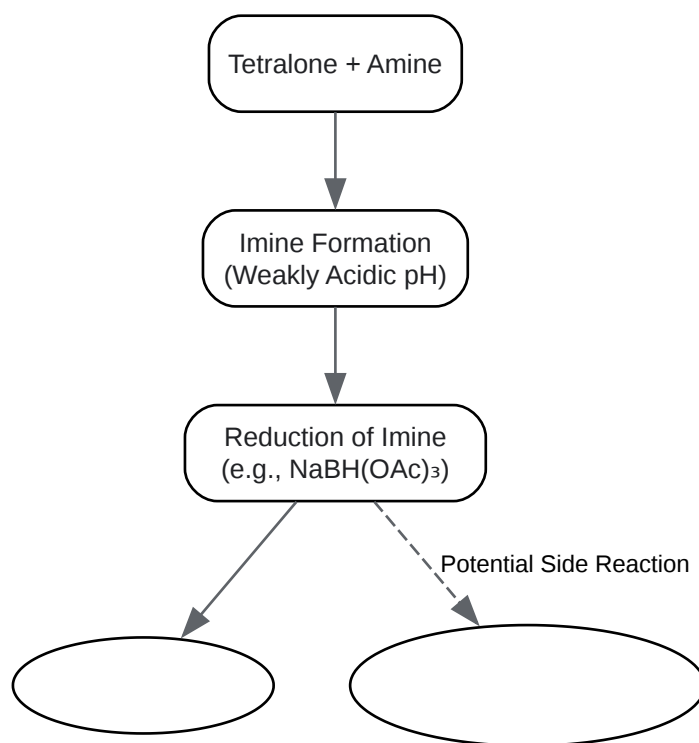 Tetralone + Amine
Imine Formation
(Weakly Acidic pH)
Reduction of Imine
(e.g., NaBH(OAc)₃)
Potential Side Reaction